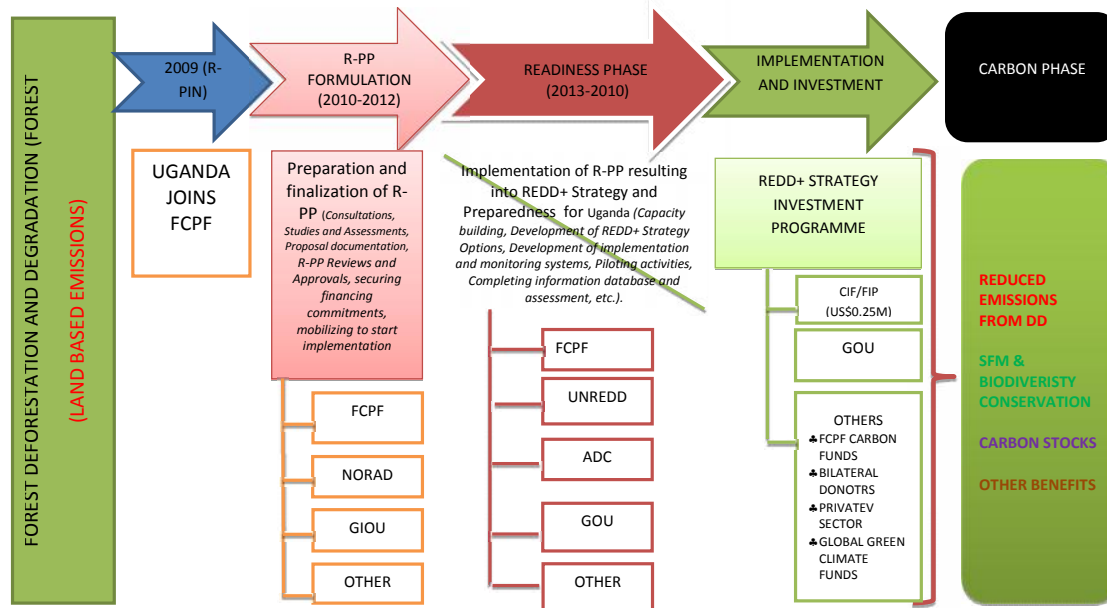 FOREST DEFORESTATION AND DEGRADATION (FOREST
(LAND BASED EMISSIONS)
2009 (R-
PIN)
UGANDA
JOINS
FCPF
R-PP
FORMULATION
(2010-2012)
Preparation and
finalization of R-
PP (Consultations,
Studies and Assessments,
Proposal documentation,
R-PP Reviews and
Approvals, securing
financing
commitments,
mobilizing to start
implementation
FCPF
NORAD
GIOU
OTHER
READINESS PHASE
(2013-2010)
Implementation of R-PP resulting
into REDD+ Strategy and
Preparedness for Uganda (Capacity
building, Development of REDD+ Strategy
Options, Development of implementation
and monitoring systems, Piloting activities,
Completing information database and
assessment, etc.).
FCPF
UNREDD
ADC
GOU
OTHER
IMPLEMENTATION
AND INVESTMENT
REDD+ STRATEGY
INVESTMENT
PROGRAMME
CIF/FIP
(US$0.25M)
GOU
OTHERS
♣FCPF CARBON
FUNDS
♣BILATERAL
DONOTRS
♣PRIVATEV
SECTOR
♣GLOBAL GREEN
CLIMATE
FUNDS
CARBON PHASE
REDUCED
EMISSIONS
FROM DD
SFM &
BIODIVERISTY
CONSERVATION
CARBON STOCKS
OTHER BENEFITS